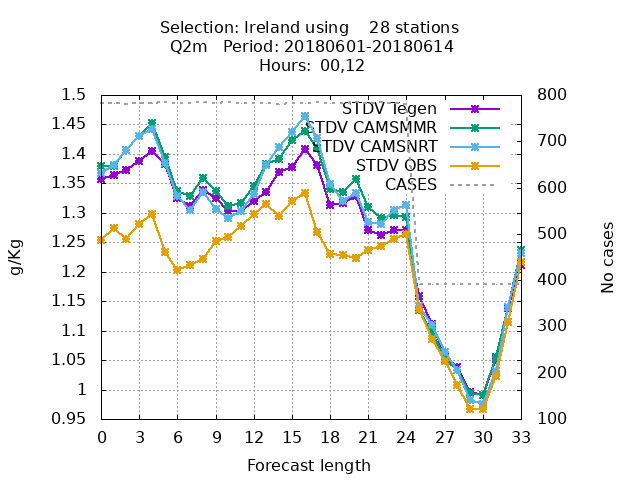 Selection: Ireland using    28 stations
Q2m   Period: 20180601-20180614
Hours: 00,12
STDV Tegen
STDV CAMSMMR
STDV CAMSNRT
STDV OBS
CASES
1.5
1.45
1.4
1.35
1.3
1.25
1.2
1.15
1.1
1.05
1
0.95
g/Kg
800
700
600
500
400
300
200
100
No cases
0 3 6 9 12 15 18 21 24 27 30 33
Forecast length